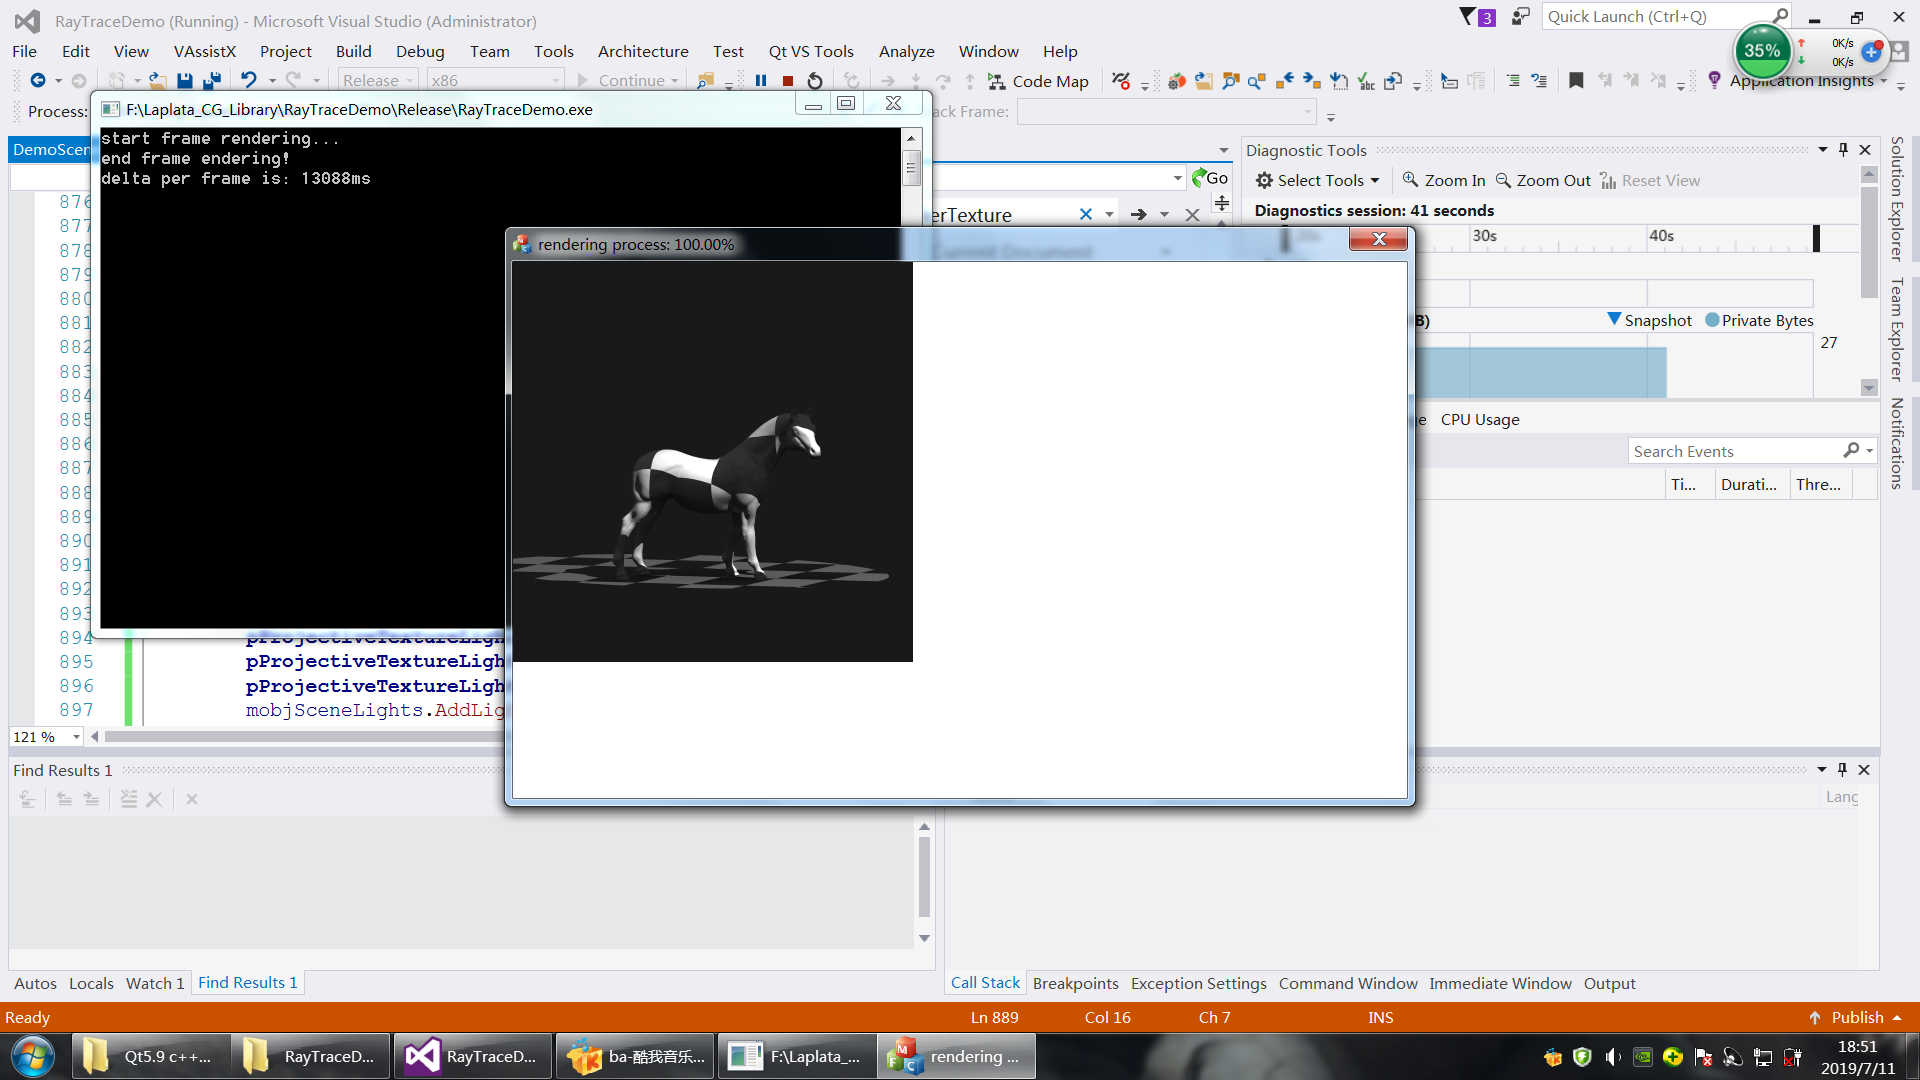 RayTraceDemo (Running) - Microsoft Visual Studio (Administrator)
3
Quick Launch (Ctrl+Q)
File Edit View VAssistX Project Build Debug Team Tools Architecture Test Qt VS Tools Analyze Window Help
35%
0K/s
0K/s
Release x86 Continue Code Map Application Insights
Process:
F:\Laplata_CG_Library\RayTraceDemo\Release\RayTraceDemo.exe
ack Frame:
start frame rendering...
end frame endering!
delta per frame is: 13088ms
DemoScen
Go
erTexture
Current Document
Diagnostic Tools
Select Tools Zoom In Zoom Out Reset View
Diagnostics session: 41 seconds
30s 40s
B) Snapshot Private Bytes
27
e CPU Usage
Search Events
Ti... Durati... Thre...
Solution Explorer
Team Explorer
Notifications
rendering process: 100.00%
876
877
878
879
880
881
882
883
884
885
886
887
888
889
890
891
892
893
894 pProjectiveTextureLigh
895 pProjectiveTextureLigh
896 pProjectiveTextureLigh
897 mobjSceneLights.AddLig
121 %
Find Results 1
Lang
Autos Locals Watch 1 Find Results 1
Call Stack Breakpoints Exception Settings Command Window Immediate Window Output
Ready Ln 889 Col 16 Ch 7 INS Publish
Qt5.9 c++... RayTraceD... RayTraceD... ba-酷我音乐... F:\Laplata_... rendering ...
18:51
2019/7/11